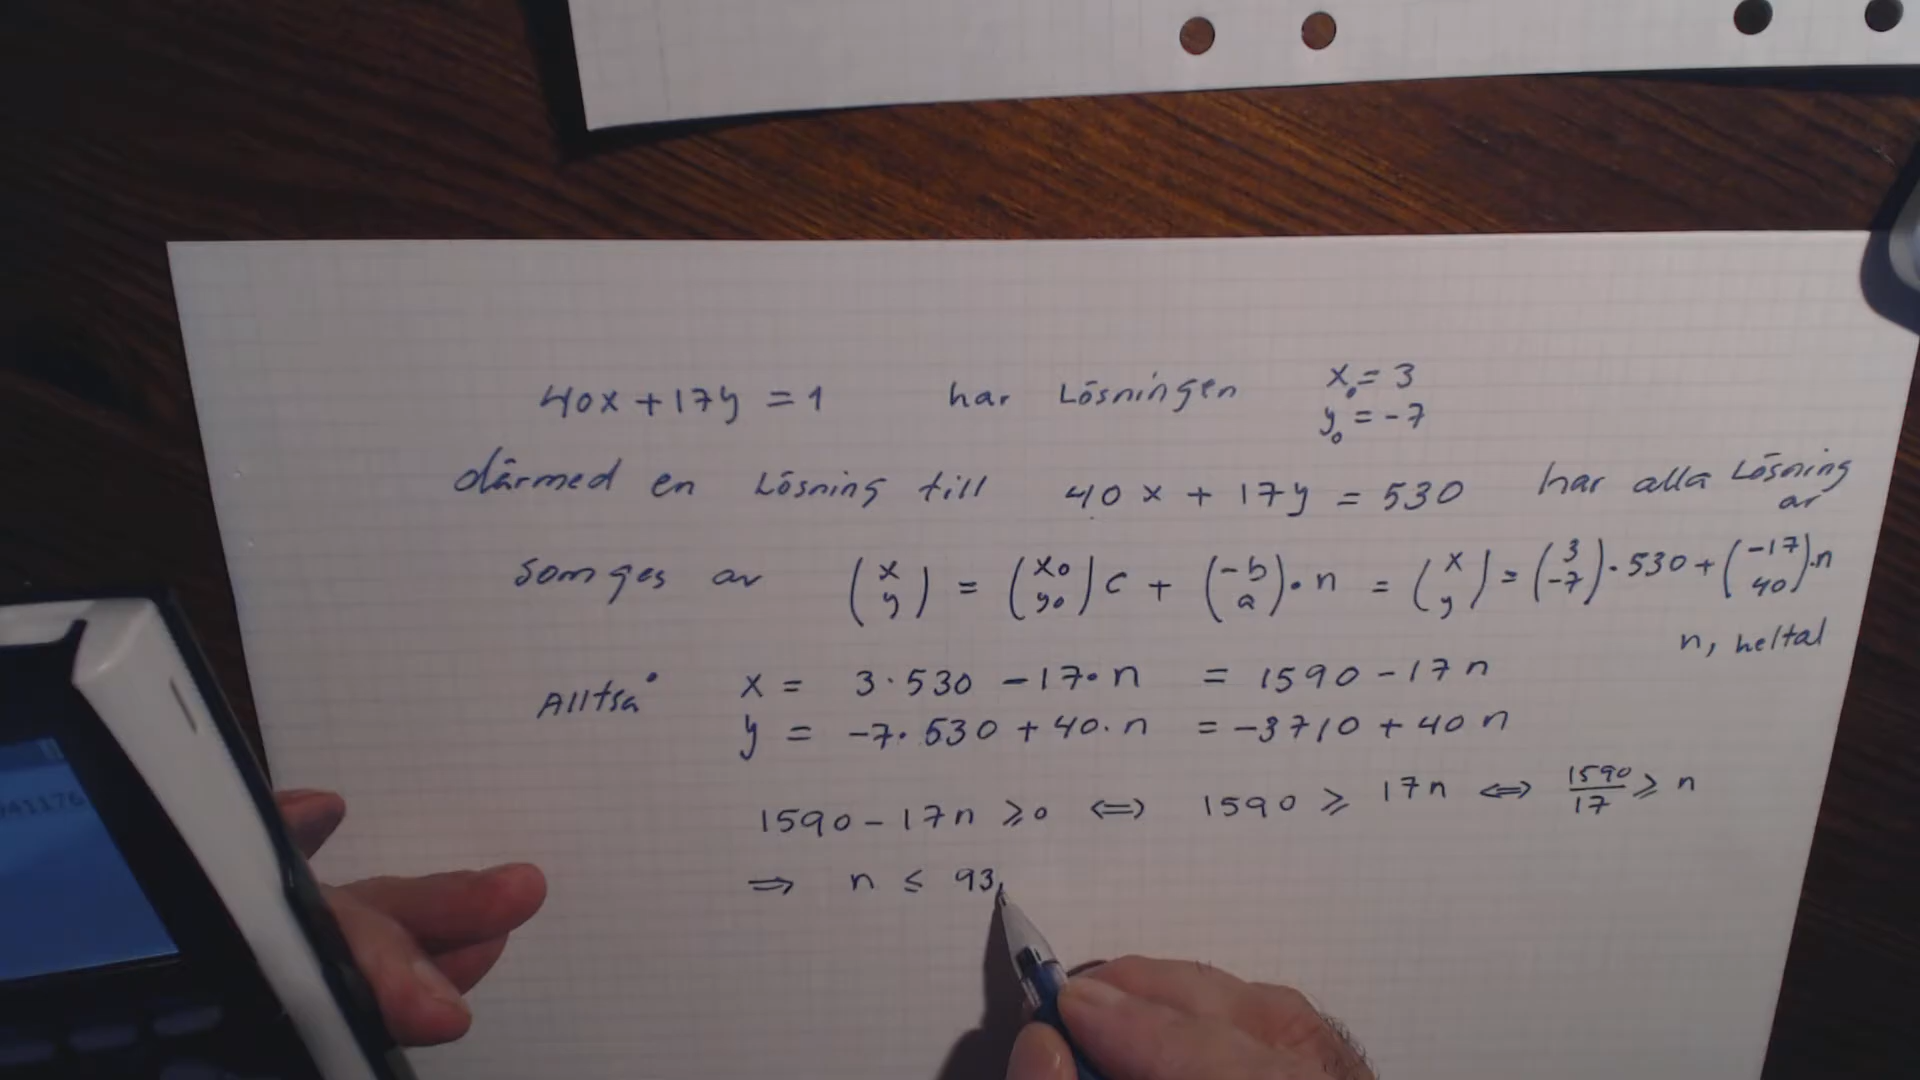 40x + 17y = 1 har Lösningen x₀ = 3
y₀ = -7
därmed en Lösning till 40x + 17y = 530 har alla Lösning
ar
som ges av (x y) = (x₀ y₀) c + (-b a) · n = (x y) = (3 -7) · 530 + (-17 40) · n
n, heltal
Alltså x = 3·530 - 17·n = 1590 - 17n
y = -7·530 + 40·n = -3710 + 40n
1590 - 17n ⩾ 0 ⇔ 1590 ⩾ 17n ⇔ 1590/17 ⩾ n
⇒ n ≤ 93,
941176